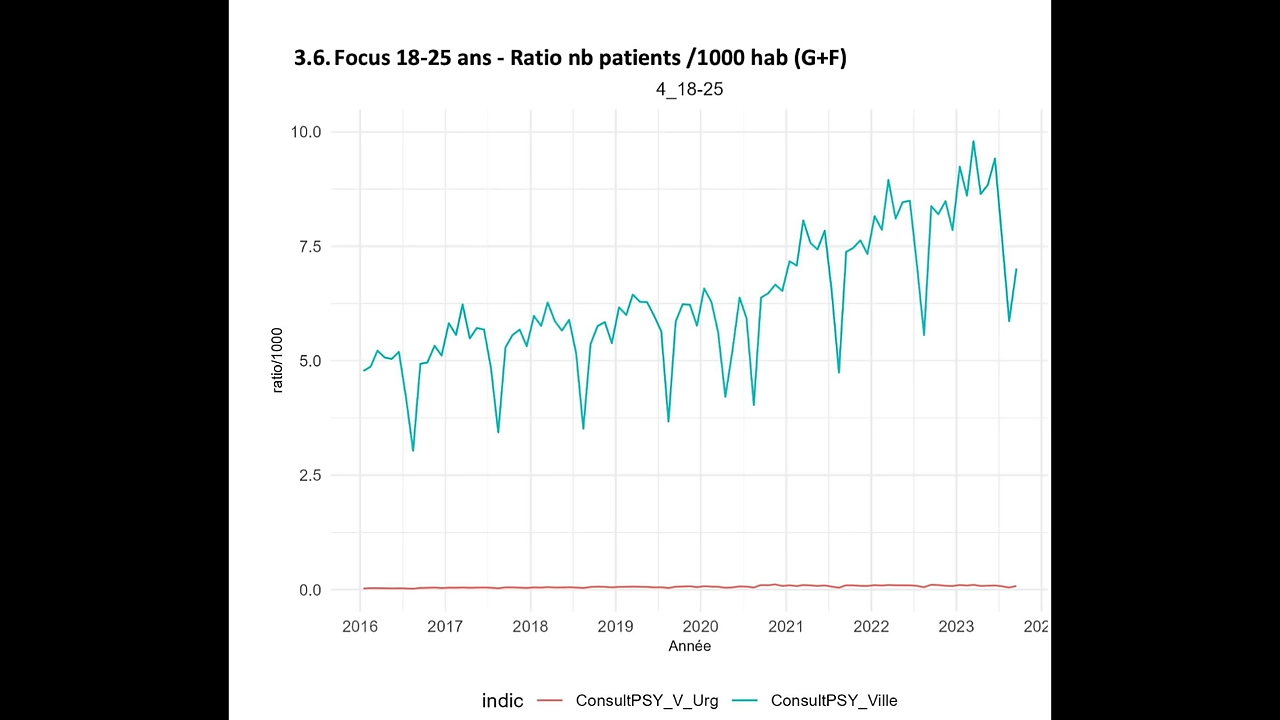 3.6. Focus 18-25 ans - Ratio nb patients /1000 hab (G+F)
4_18-25
10.0
7.5
5.0
2.5
0.0
ratio/1000
2016 2017 2018 2019 2020 2021 2022 2023 202
Année
indic ConsultPSY_V_Urg ConsultPSY_Ville